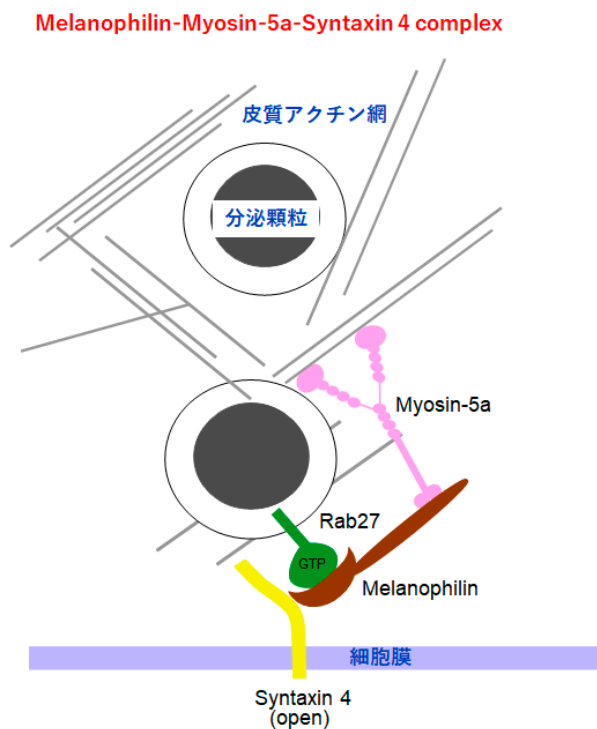 Melanophilin-Myosin-5a-Syntaxin 4 complex
皮質アクチン網
分泌顆粒
Myosin-5a
Rab27
GTP
Melanophilin
細胞膜
Syntaxin 4
(open)